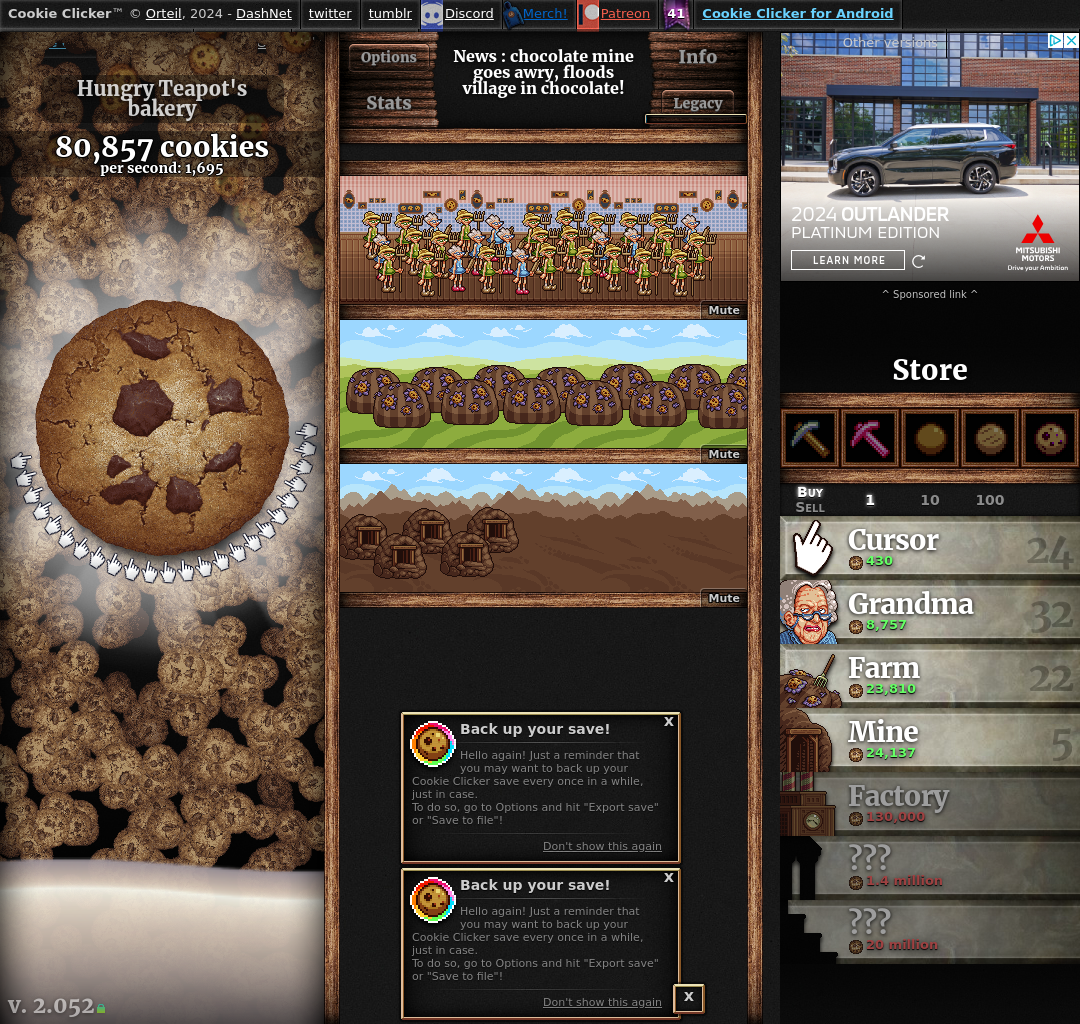 Cookie Clicker™ © Orteil, 2024 - DashNet
twitter
tumblr
Discord
Merch!
Patreon
41
Cookie Clicker for Android
Hungry Teapot's
bakery
80,857 cookies
per second: 1,695
v. 2.052
Options
Stats
News : chocolate mine
goes awry, floods
village in chocolate!
Info
Legacy
Mute
Mute
Mute
Back up your save!
X
Hello again! Just a reminder that
you may want to back up your
Cookie Clicker save every once in a while,
just in case.
To do so, go to Options and hit "Export save"
or "Save to file"!
Don't show this again
Back up your save!
X
Hello again! Just a reminder that
you may want to back up your
Cookie Clicker save every once in a while,
just in case.
To do so, go to Options and hit "Export save"
or "Save to file"!
Don't show this again
X
Other versions
2024 OUTLANDER
PLATINUM EDITION
LEARN MORE
MITSUBISHI
MOTORS
Drive your Ambition
^ Sponsored link ^
Store
Buy
Sell
1
10
100
Cursor
430
24
Grandma
8,757
32
Farm
23,810
22
Mine
24,137
5
Factory
130,000
???
1.4 million
???
20 million